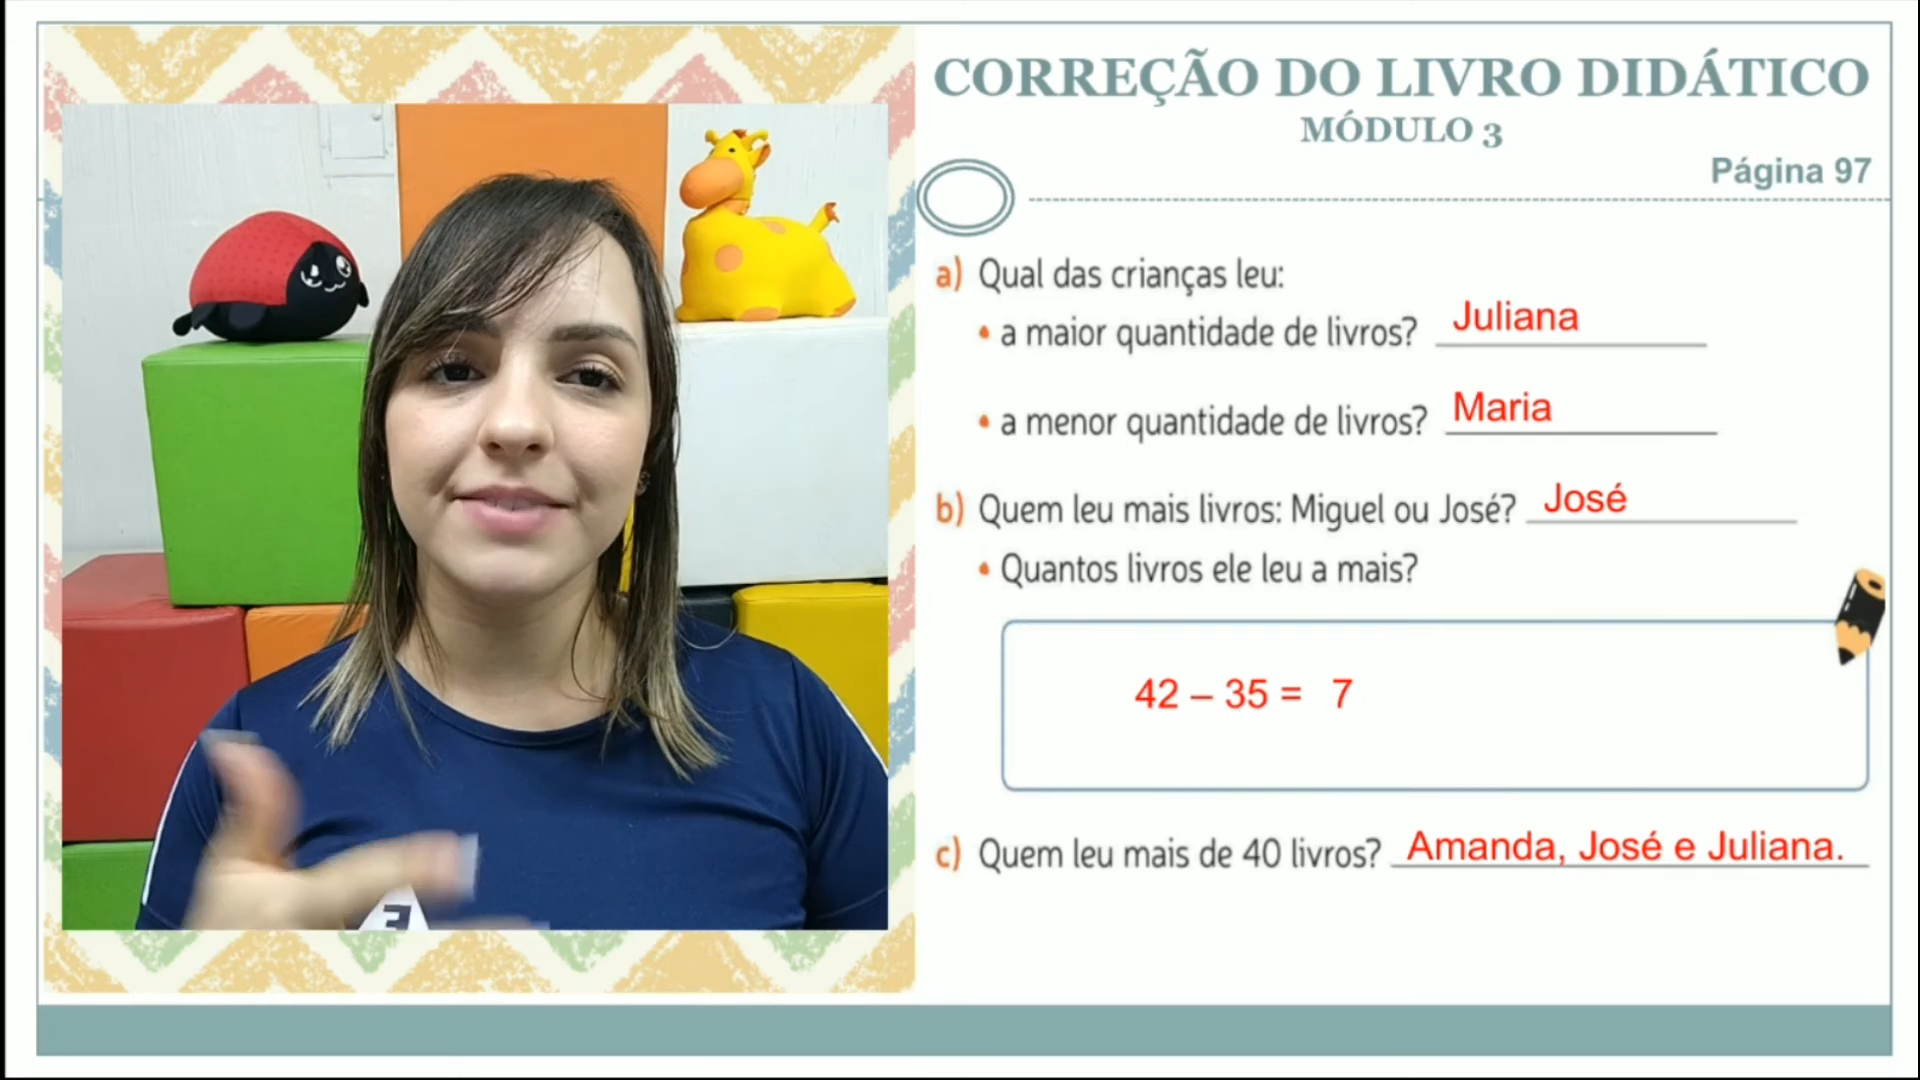 CORREÇÃO DO LIVRO DIDÁTICO
MÓDULO 3
Página 97
a) Qual das crianças leu:
• a maior quantidade de livros? Juliana
• a menor quantidade de livros? Maria
b) Quem leu mais livros: Miguel ou José? José
• Quantos livros ele leu a mais?
42 – 35 = 7
c) Quem leu mais de 40 livros? Amanda, José e Juliana.